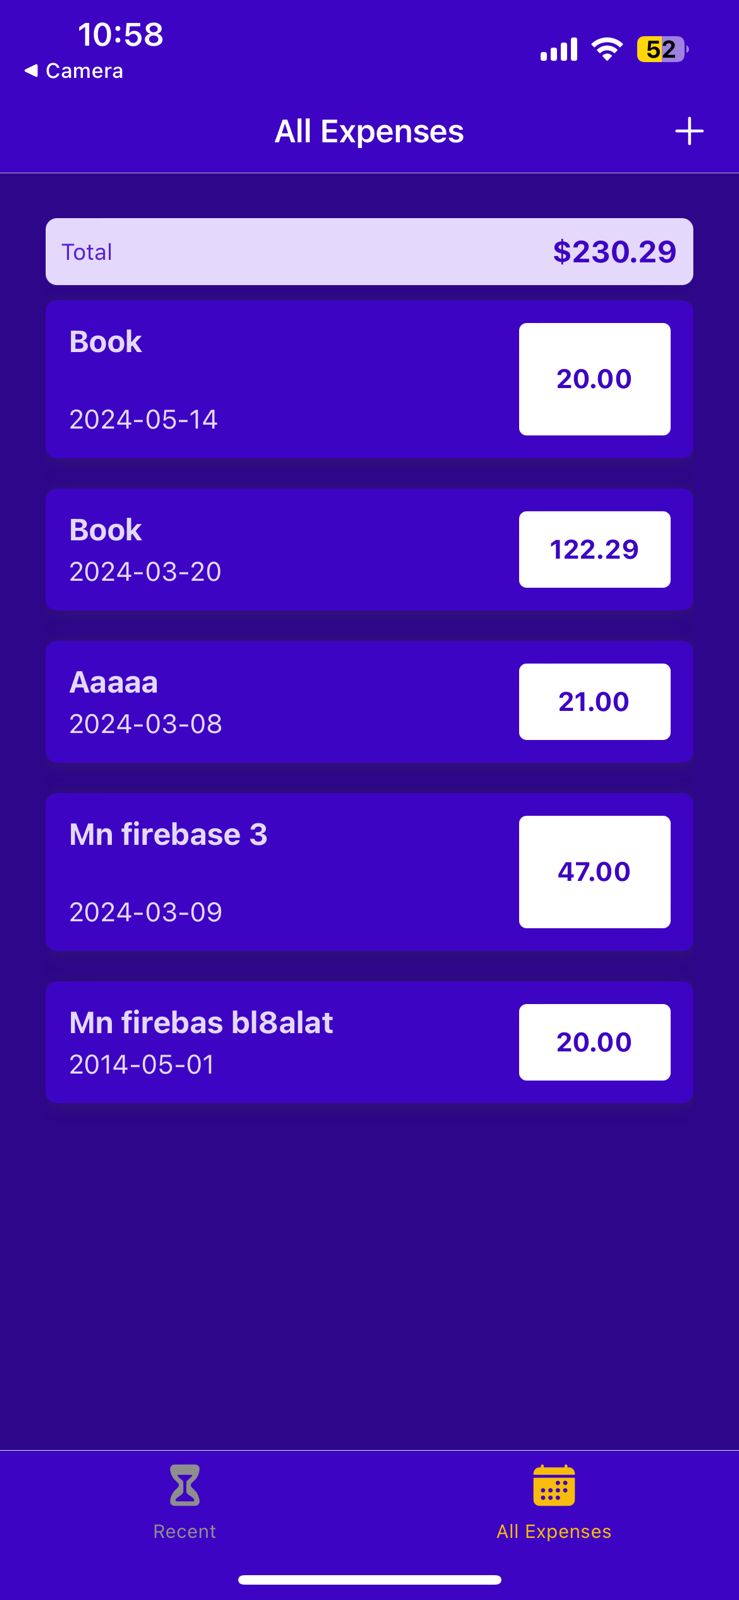 10:58
52
◀ Camera
All Expenses
+
Total $230.29
Book
20.00
2024-05-14
Book
122.29
2024-03-20
Aaaaa
21.00
2024-03-08
Mn firebase 3
47.00
2024-03-09
Mn firebas bl8alat
20.00
2014-05-01
Recent
All Expenses